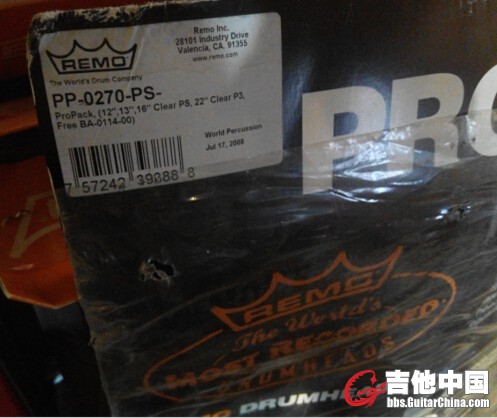 REMO
The World's Drum Company
Remo Inc.
28101 Industry Drive
Valencia, CA. 91355
www.remo.com
PP-0270-PS-
ProPack, (12",13",16" Clear PS, 22" Clear P3,
Free BA-0114-00)
World Percussion
Jul 17, 2008
7 57242 39088 8
PRO
REMO
The World's
MOST RECORDED
DRUMHEADS
DRUMH
吉他中国
bbs.GuitarChina.com